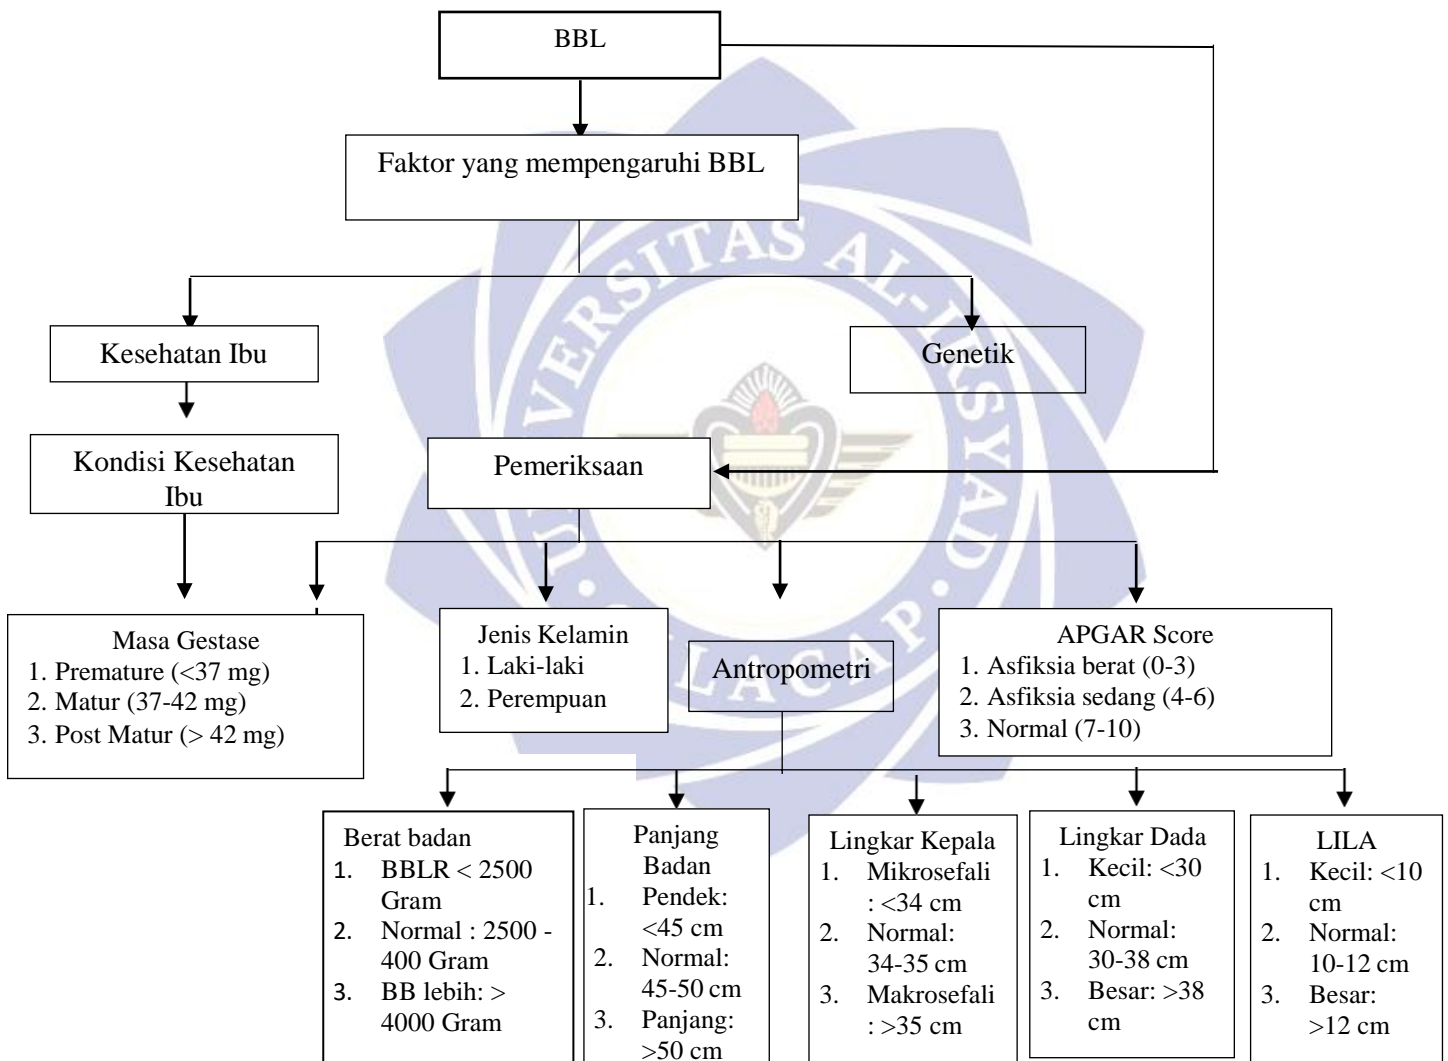 BBL
Faktor yang mempengaruhi BBL
UNIVERSITAS AL-IRSYAD
CILACAP
Kesehatan Ibu
Genetik
Kondisi Kesehatan
Ibu
Pemeriksaan
Masa Gestase
1. Premature (<37 mg)
2. Matur (37-42 mg)
3. Post Matur (> 42 mg)
Jenis Kelamin
1. Laki-laki
2. Perempuan
Antropometri
APGAR Score
1. Asfiksia berat (0-3)
2. Asfiksia sedang (4-6)
3. Normal (7-10)
Berat badan
1. BBLR < 2500
Gram
2. Normal : 2500 -
400 Gram
3. BB lebih: >
4000 Gram
Panjang
Badan
1. Pendek:
<45 cm
2. Normal:
45-50 cm
3. Panjang:
>50 cm
Lingkar Kepala
1. Mikrosefali
: <34 cm
2. Normal:
34-35 cm
3. Makrosefali
: >35 cm
Lingkar Dada
1. Kecil: <30
cm
2. Normal:
30-38 cm
3. Besar: >38
cm
LILA
1. Kecil: <10
cm
2. Normal:
10-12 cm
3. Besar:
>12 cm